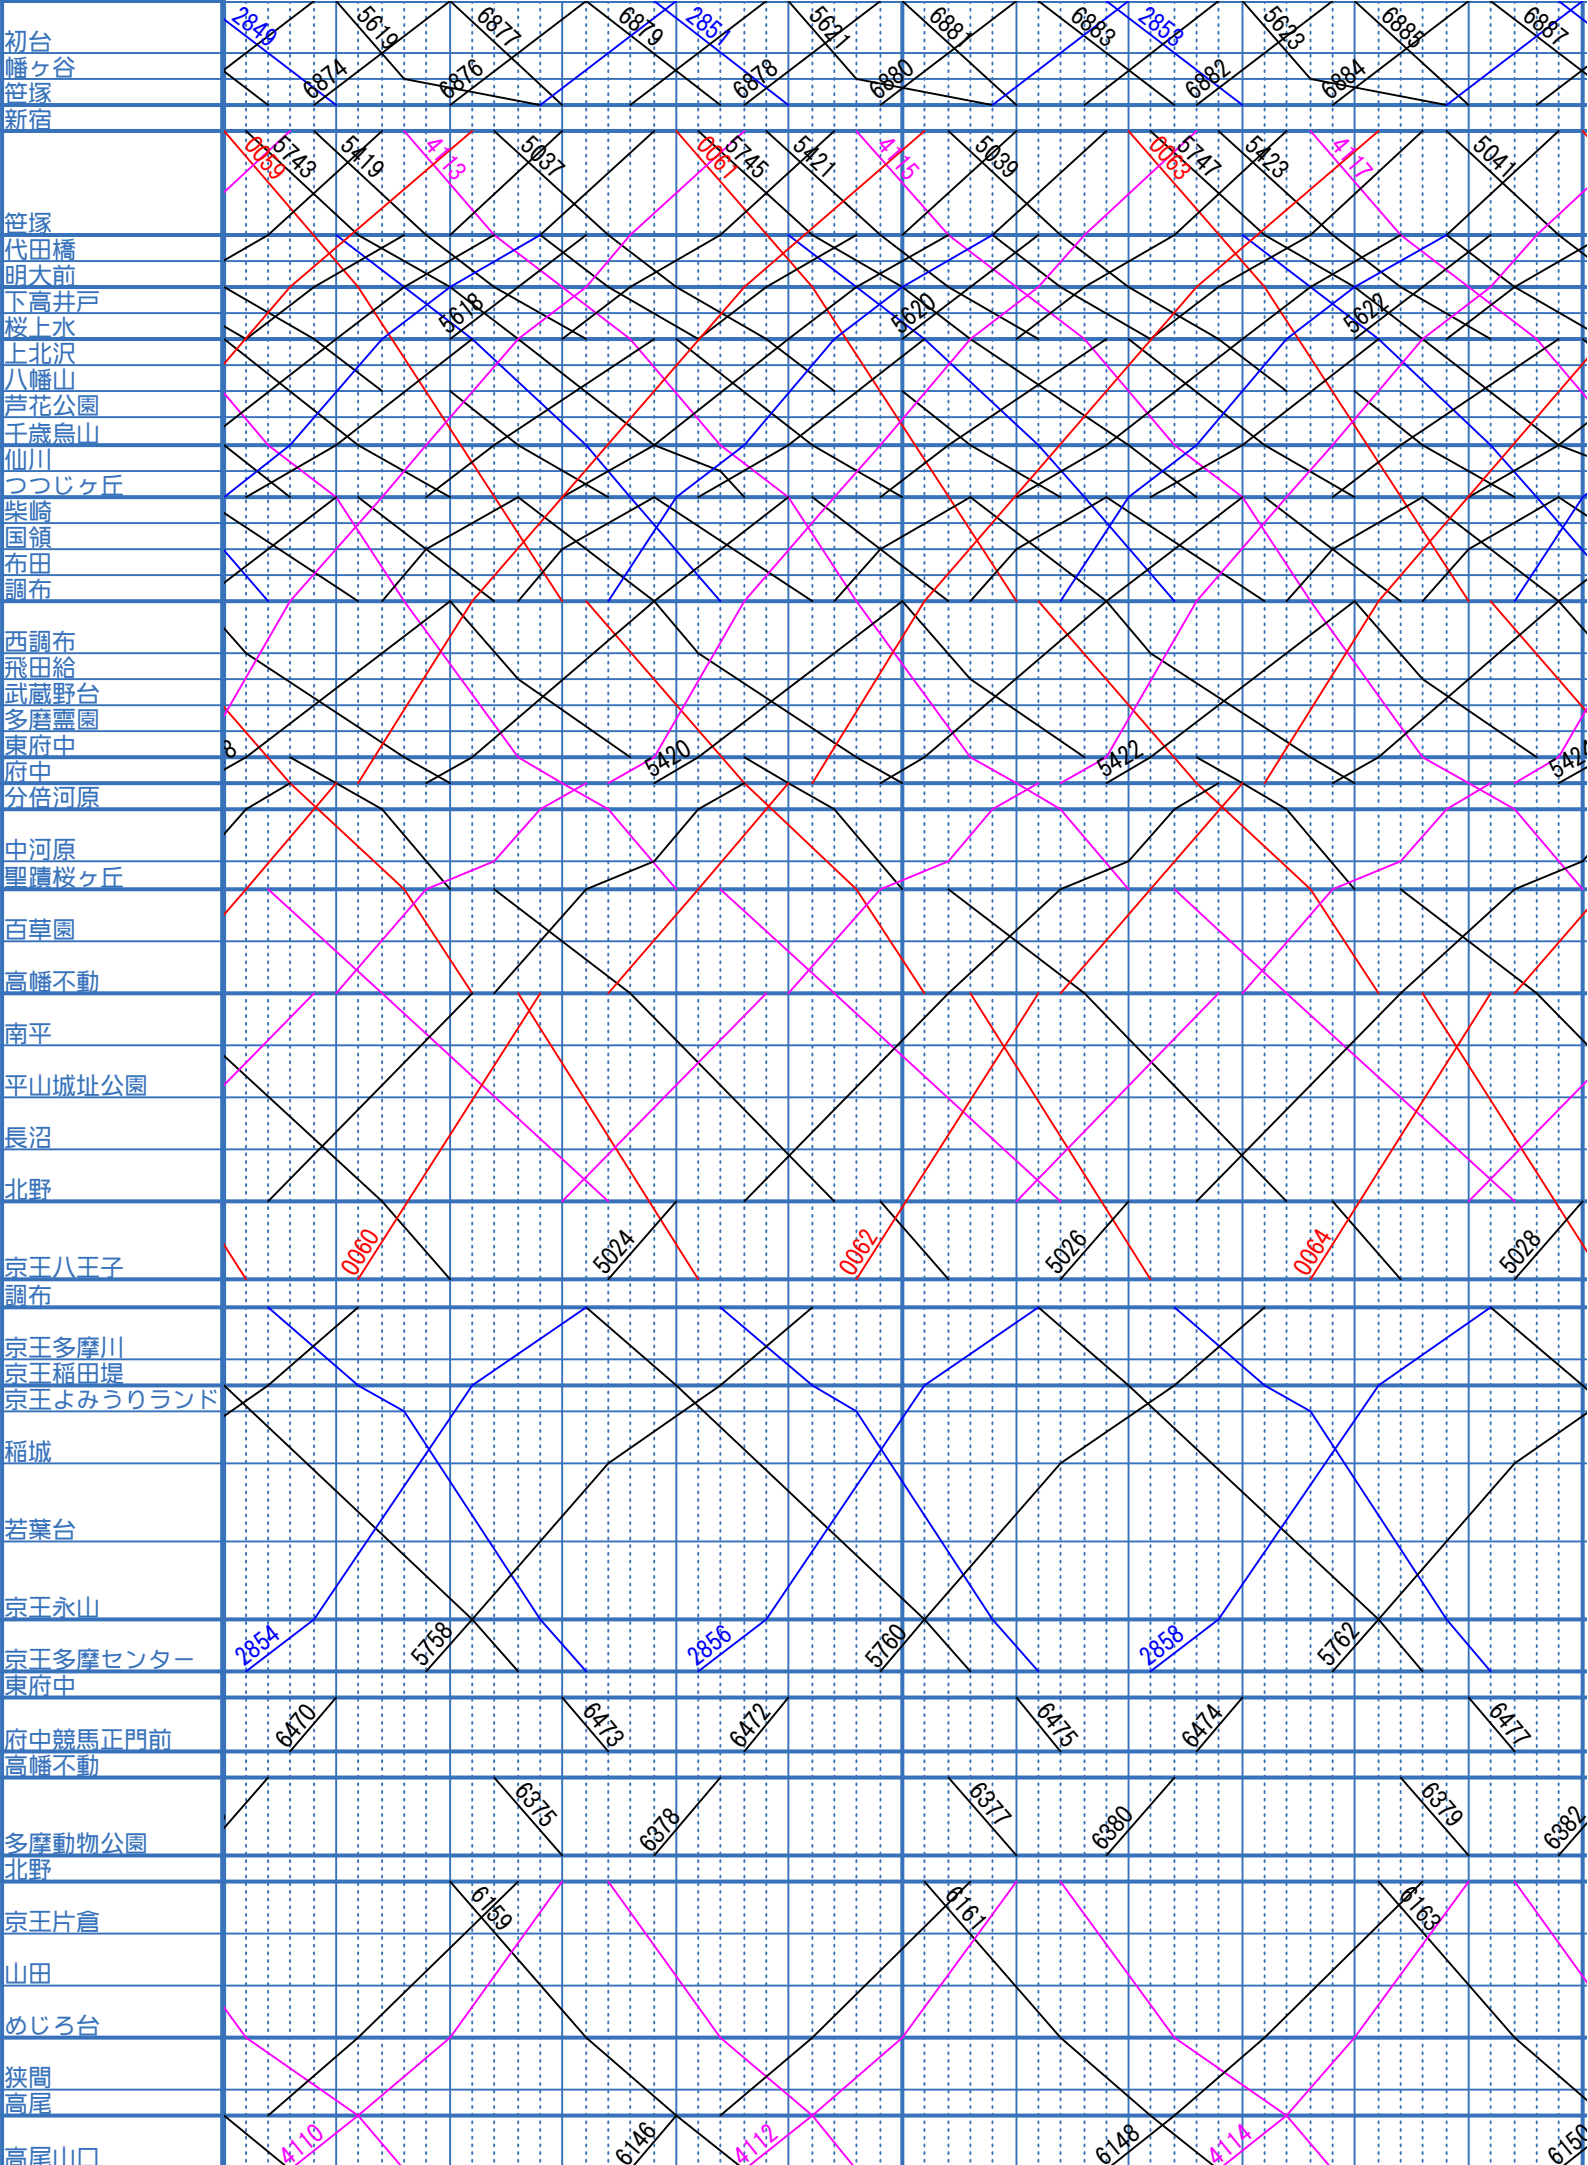 2849 5619 6877 6879 2851 5621 6881 6883 2853 5623 6885 6887
初台
幡ヶ谷
6874 6876 6878 6880 6882 6884
笹塚
新宿
0059 5743 5419 4113 5037 0061 5745 5421 4115 5039 0063 5747 5423 4117 5041
笹塚
代田橋
明大前
下高井戸
5618 5620 5622
桜上水
上北沢
八幡山
芦花公園
千歳烏山
仙川
つつじヶ丘
柴崎
国領
布田
調布
西調布
飛田給
武蔵野台
多磨霊園
東府中
8 5420 5422 5424
府中
分倍河原
中河原
聖蹟桜ヶ丘
百草園
高幡不動
南平
平山城址公園
長沼
北野
0060 5024 0062 5026 0064 5028
京王八王子
調布
京王多摩川
京王稲田堤
京王よみうりランド
稲城
若葉台
京王永山
2854 5758 2856 5760 2858 5762
京王多摩センター
東府中
6470 6473 6472 6475 6474 6477
府中競馬正門前
高幡不動
6375 6378 6377 6380 6379 6382
多摩動物公園
北野
6159 6161 6163
京王片倉
山田
めじろ台
狭間
高尾
4110 6146 4112 6148 4114 6150
高尾山口